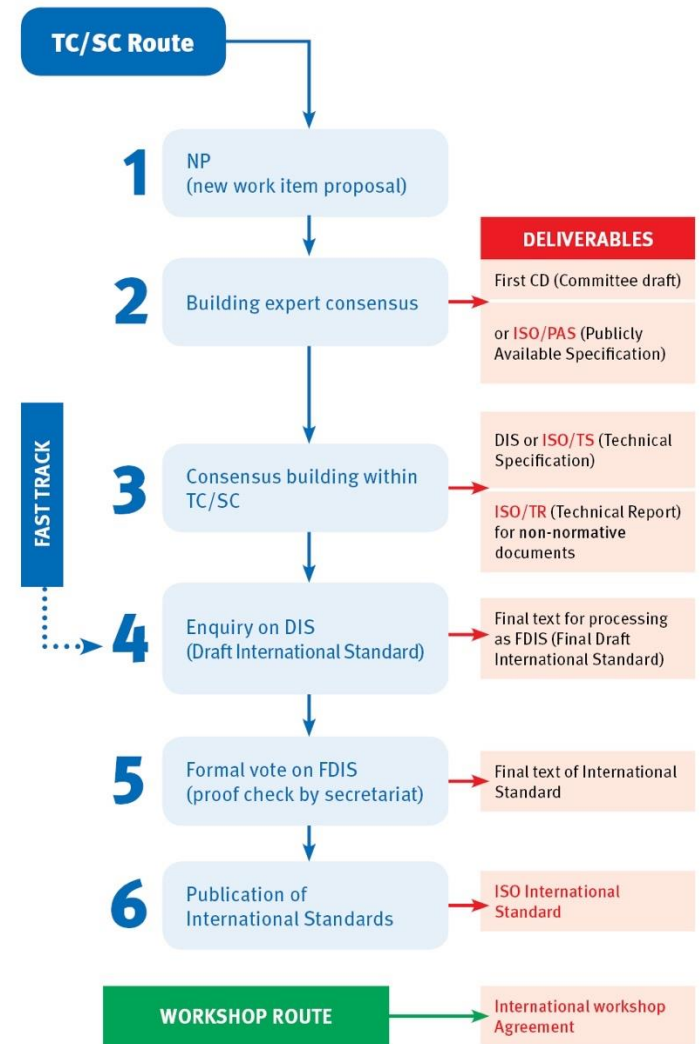 TC/SC Route
1
NP
(new work item proposal)
DELIVERABLES
2
Building expert consensus
First CD (Committee draft)
or ISO/PAS (Publicly
Available Specification)
FAST TRACK
3
Consensus building within
TC/SC
DIS or ISO/TS (Technical
Specification)
ISO/TR (Technical Report)
for non-normative
documents
4
Enquiry on DIS
(Draft International Standard)
Final text for processing
as FDIS (Final Draft
International Standard)
5
Formal vote on FDIS
(proof check by secretariat)
Final text of International
Standard
6
Publication of
International Standards
ISO International
Standard
WORKSHOP ROUTE
International workshop
Agreement